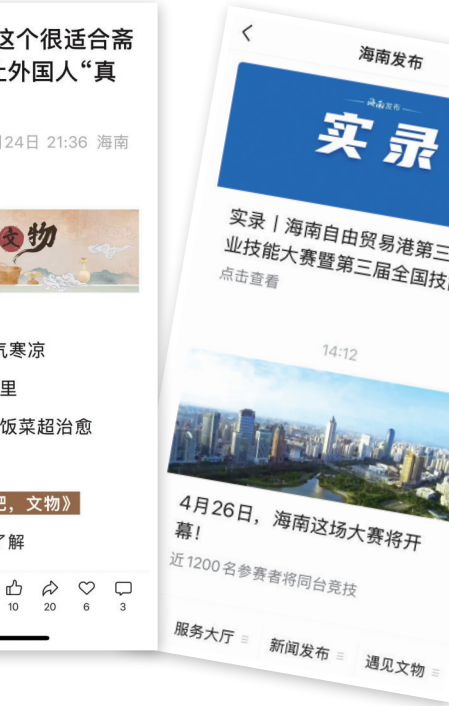 这个很适合斋
上外国人“真
月24日 21:36 海南
文物
气寒凉
里
饭菜超治愈
吧，文物》
了解
10 20 6 3
海南发布
海南发布
实录
实录｜海南自由贸易港第三
业技能大赛暨第三届全国技
点击查看
14:12
4月26日，海南这场大赛将开
幕！
近1200名参赛者将同台竞技
服务大厅 新闻发布 遇见文物